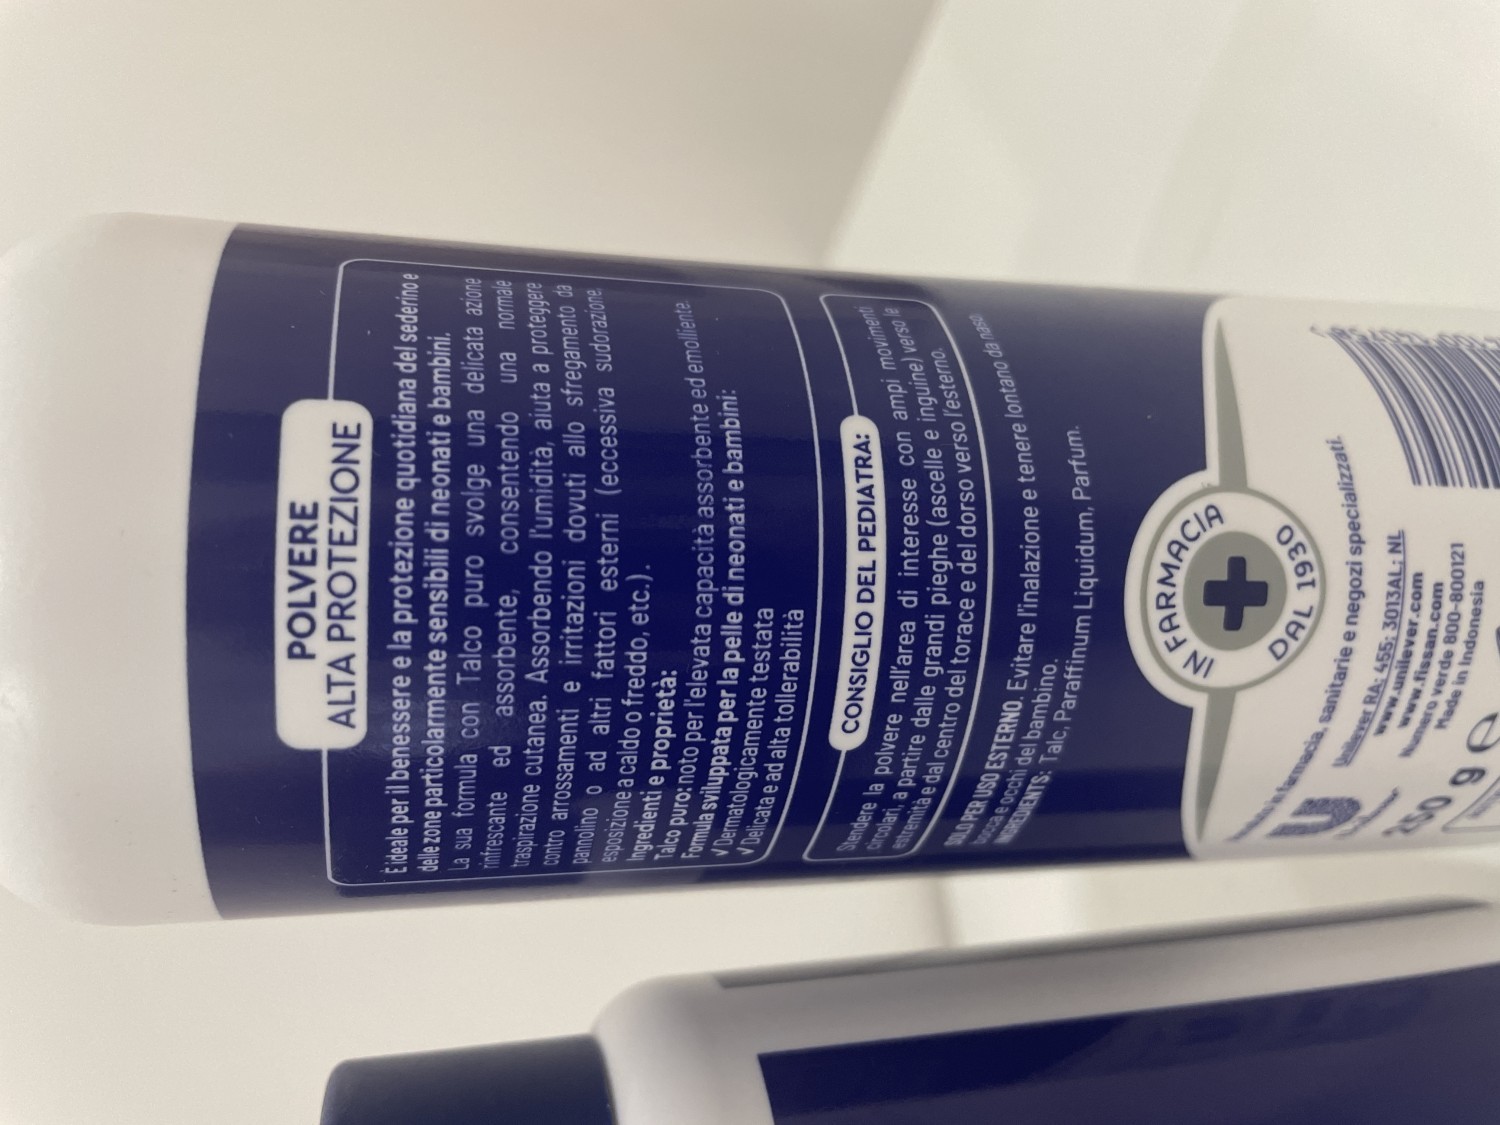 POLVERE
ALTA PROTEZIONE
È ideale per il benessere e la protezione quotidiana del sederino e
delle zone particolarmente sensibili di neonati e bambini.
La sua formula con Talco puro svolge una delicata azione
rinfrescante ed assorbente, consentendo una normale
traspirazione cutanea. Assorbendo l'umidità, aiuta a proteggere
contro arrossamenti e irritazioni dovuti allo sfregamento da
pannolino o ad altri fattori esterni (eccessiva sudorazione,
esposizione a caldo o freddo, etc.).
Ingredienti e proprietà:
Talco puro: noto per l'elevata capacità assorbente ed emolliente.
Formula sviluppata per la pelle di neonati e bambini:
✓Dermatologicamente testata
✓Delicata e ad alta tollerabilità
CONSIGLIO DEL PEDIATRA:
Stendere la polvere nell'area di interesse con ampi movimenti
circolari, a partire dalle grandi pieghe (ascelle e inguine) verso le
estremità e dal centro del torace e del dorso verso l'esterno.
SOLO PER USO ESTERNO. Evitare l'inalazione e tenere lontano da naso,
bocca e occhi del bambino.
INGREDIENTS: Talc, Paraffinum Liquidum, Parfum.
IN FARMACIA
DAL 1930
in farmacia, sanitarie e negozi specializzati.
Unilever RA: 455; 3013AL; NL
www.unilever.com
www.fissan.com
Numero verde 800-800121
Made in Indonesia
250 g e